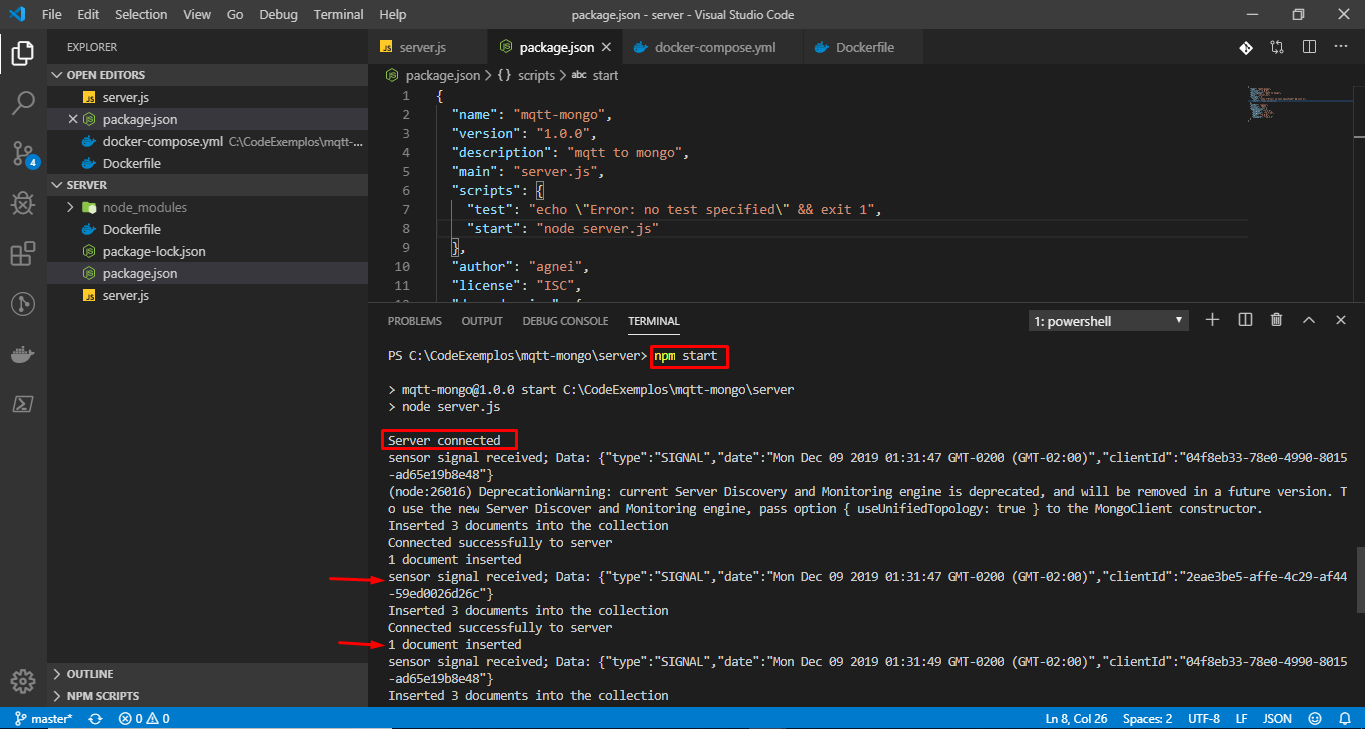 File Edit Selection View Go Debug Terminal Help
package.json - server - Visual Studio Code
EXPLORER
OPEN EDITORS
server.js
package.json
docker-compose.yml C:\CodeExemplos\mqtt-...
Dockerfile
SERVER
node_modules
Dockerfile
package-lock.json
package.json
server.js
OUTLINE
NPM SCRIPTS
4
server.js package.json docker-compose.yml Dockerfile
package.json > {} scripts > abc start
1 {
2 "name": "mqtt-mongo",
3 "version": "1.0.0",
4 "description": "mqtt to mongo",
5 "main": "server.js",
6 "scripts": {
7 "test": "echo \"Error: no test specified\" && exit 1",
8 "start": "node server.js"
9 },
10 "author": "agnei",
11 "license": "ISC",
PROBLEMS OUTPUT DEBUG CONSOLE TERMINAL
1: powershell
PS C:\CodeExemplos\mqtt-mongo\server> npm start
> mqtt-mongo@1.0.0 start C:\CodeExemplos\mqtt-mongo\server
> node server.js
Server connected
sensor signal received; Data: {"type":"SIGNAL","date":"Mon Dec 09 2019 01:31:47 GMT-0200 (GMT-02:00)","clientId":"04f8eb33-78e0-4990-8015
-ad65e19b8e48"}
(node:26016) DeprecationWarning: current Server Discovery and Monitoring engine is deprecated, and will be removed in a future version. T
o use the new Server Discover and Monitoring engine, pass option { useUnifiedTopology: true } to the MongoClient constructor.
Inserted 3 documents into the collection
Connected successfully to server
1 document inserted
sensor signal received; Data: {"type":"SIGNAL","date":"Mon Dec 09 2019 01:31:47 GMT-0200 (GMT-02:00)","clientId":"2eae3be5-affe-4c29-af44
-59ed0026d26c"}
Inserted 3 documents into the collection
Connected successfully to server
1 document inserted
sensor signal received; Data: {"type":"SIGNAL","date":"Mon Dec 09 2019 01:31:49 GMT-0200 (GMT-02:00)","clientId":"04f8eb33-78e0-4990-8015
-ad65e19b8e48"}
Inserted 3 documents into the collection
master* 0 0 Ln 8, Col 26 Spaces: 2 UTF-8 LF JSON